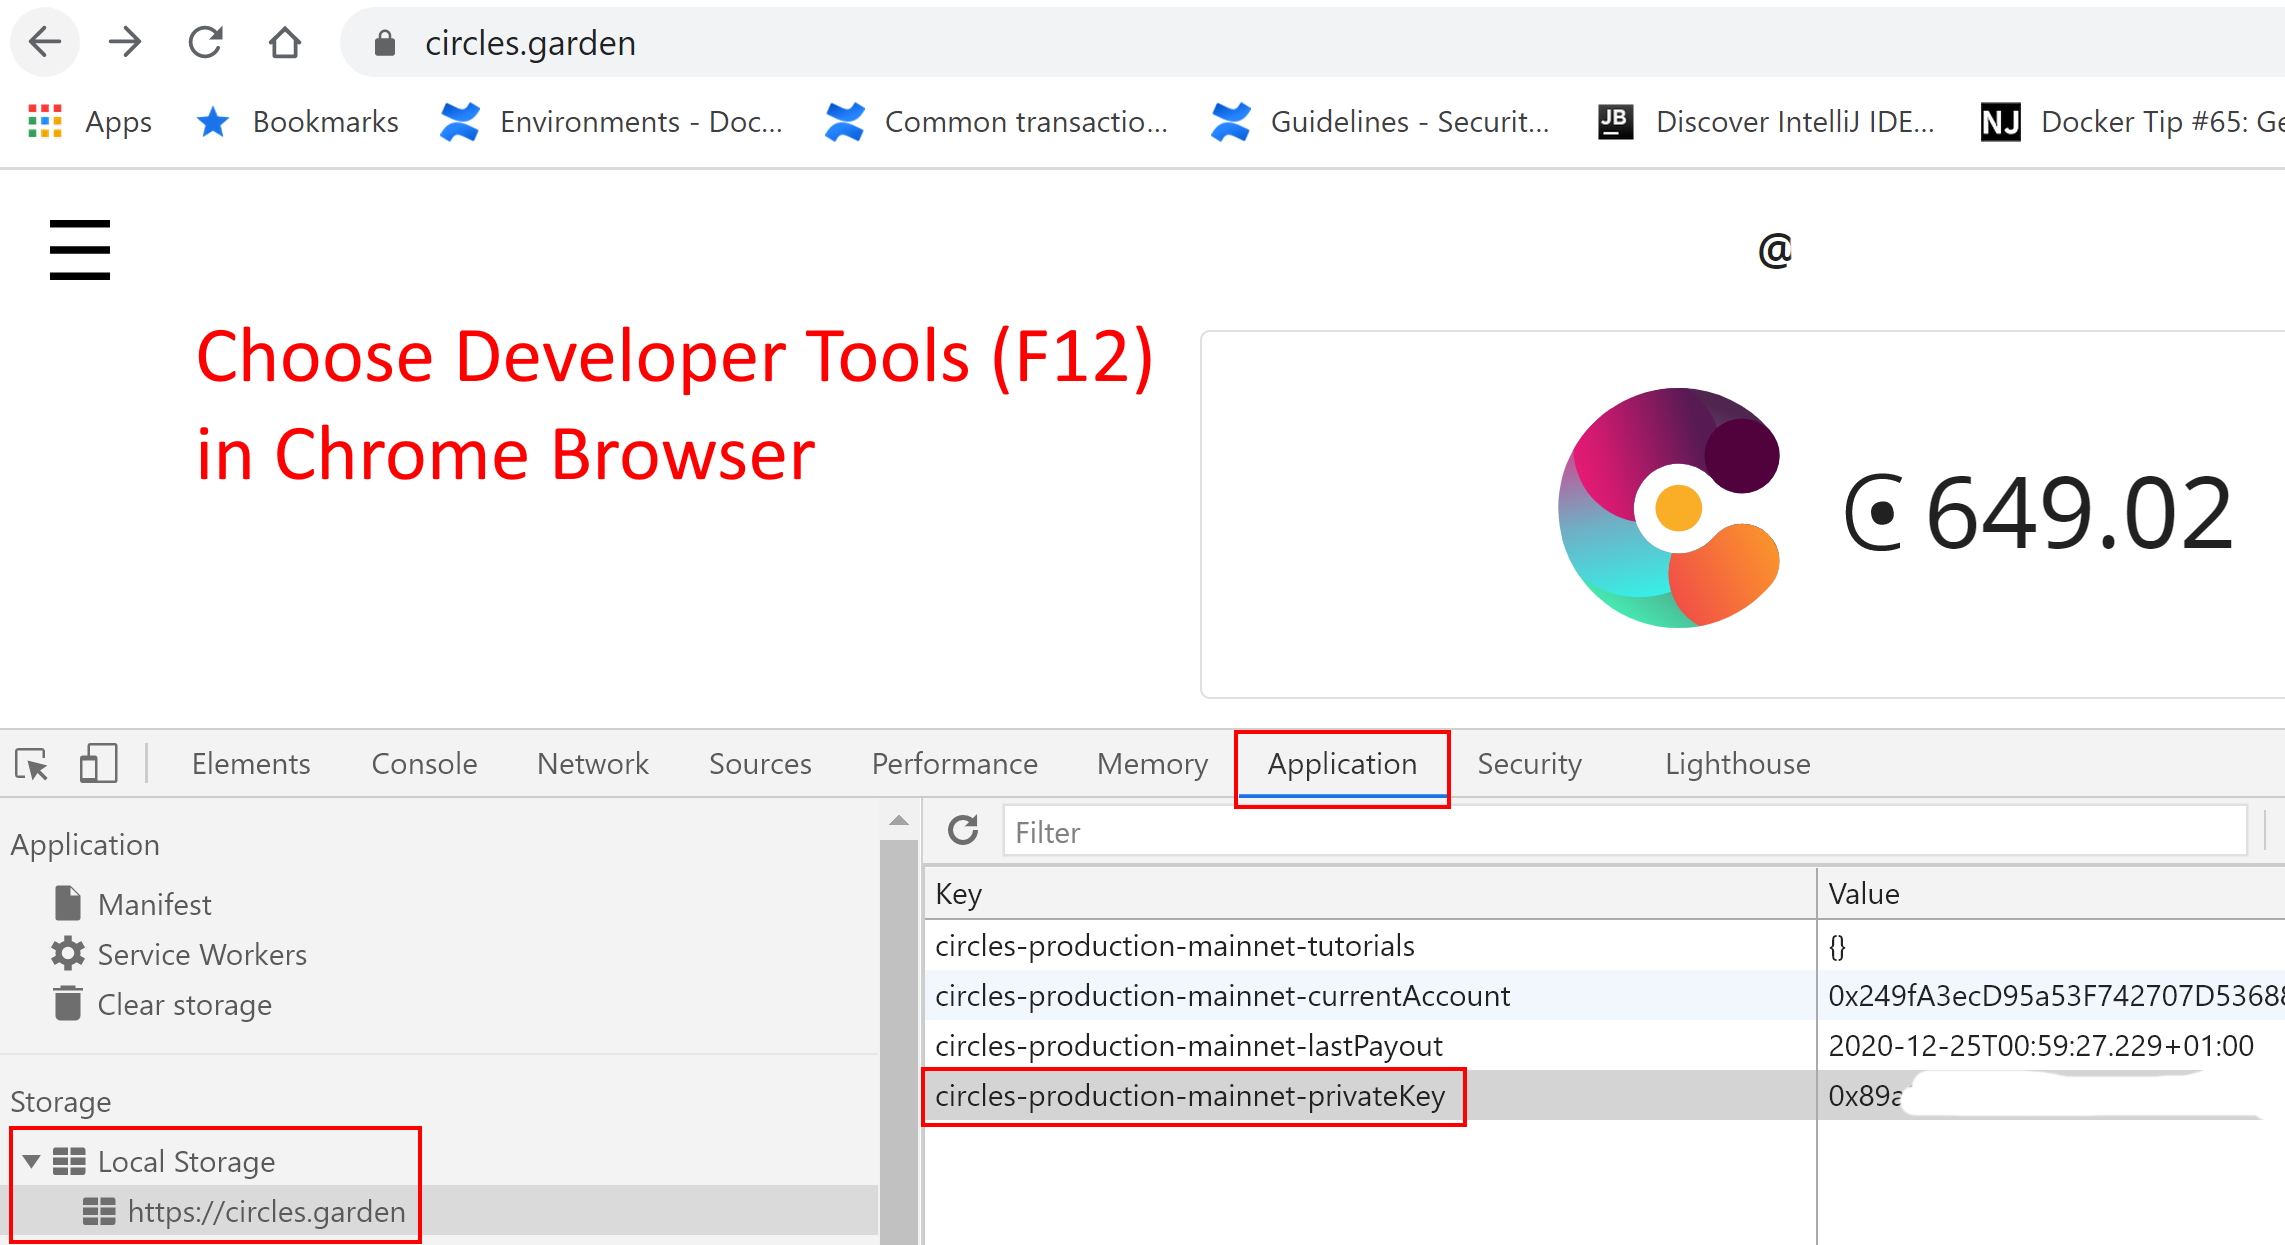 circles.garden
Apps
Bookmarks
Environments - Doc...
Common transactio...
Guidelines - Securit...
JB
Discover IntelliJ IDE...
NJ
Docker Tip #65: Ge
@
Choose Developer Tools (F12)
in Chrome Browser
649.02
Elements
Console
Network
Sources
Performance
Memory
Application
Security
Lighthouse
Application
Manifest
Service Workers
Clear storage
Storage
Local Storage
https://circles.garden
Filter
Key
Value
circles-production-mainnet-tutorials
{}
circles-production-mainnet-currentAccount
0x249fA3ecD95a53F742707D5368
circles-production-mainnet-lastPayout
2020-12-25T00:59:27.229+01:00
circles-production-mainnet-privateKey
0x89a